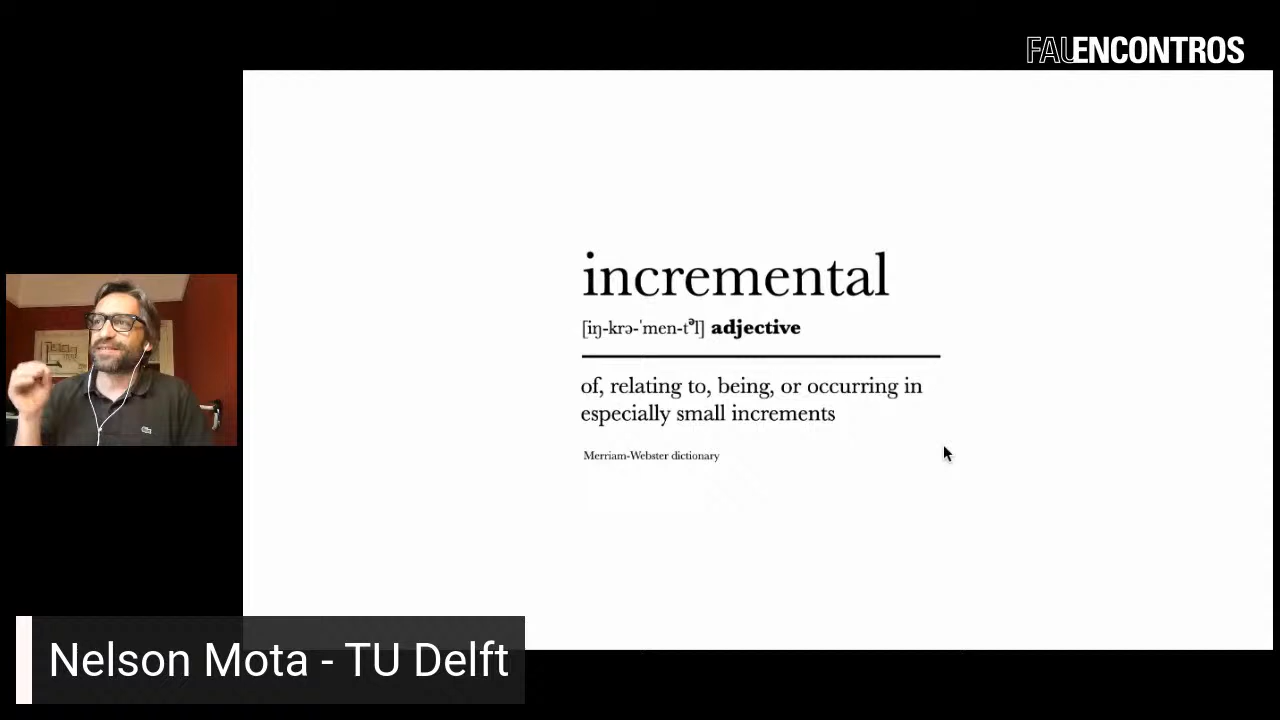 FAUENCONTROS
incremental
[iŋ-krə-ˈmen-tᵊl] adjective
of, relating to, being, or occurring in
especially small increments
Merriam-Webster dictionary
Nelson Mota - TU Delft